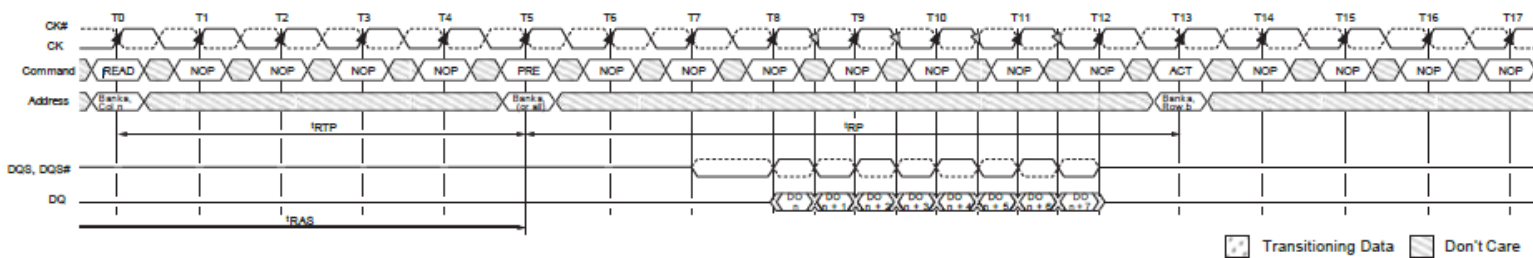 T0 T1 T2 T3 T4 T5 T6 T7 T8 T9 T10 T11 T12 T13 T14 T15 T16 T17
CK#
CK
Command READ NOP NOP NOP NOP PRE NOP NOP NOP NOP NOP NOP NOP ACT NOP NOP NOP NOP
Address Banka, Col n Banka, (or all) Banka, Row b
tRTP tRP
DQS, DQS#
DQ DO n DO n + 1 DO n + 2 DO n + 3 DO n + 4 DO n + 5 DO n + 6 DO n + 7
tRAS
Transitioning Data Don't Care